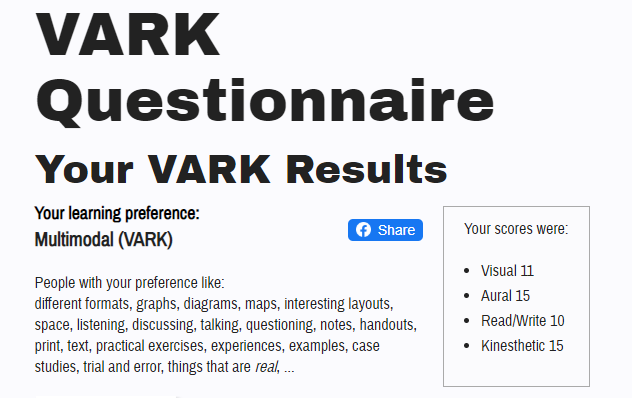 VARK
Questionnaire
Your VARK Results
Your learning preference:
Multimodal (VARK)
Share
People with your preference like:
different formats, graphs, diagrams, maps, interesting layouts,
space, listening, discussing, talking, questioning, notes, handouts,
print, text, practical exercises, experiences, examples, case
studies, trial and error, things that are real, ...
Your scores were:
• Visual 11
• Aural 15
• Read/Write 10
• Kinesthetic 15